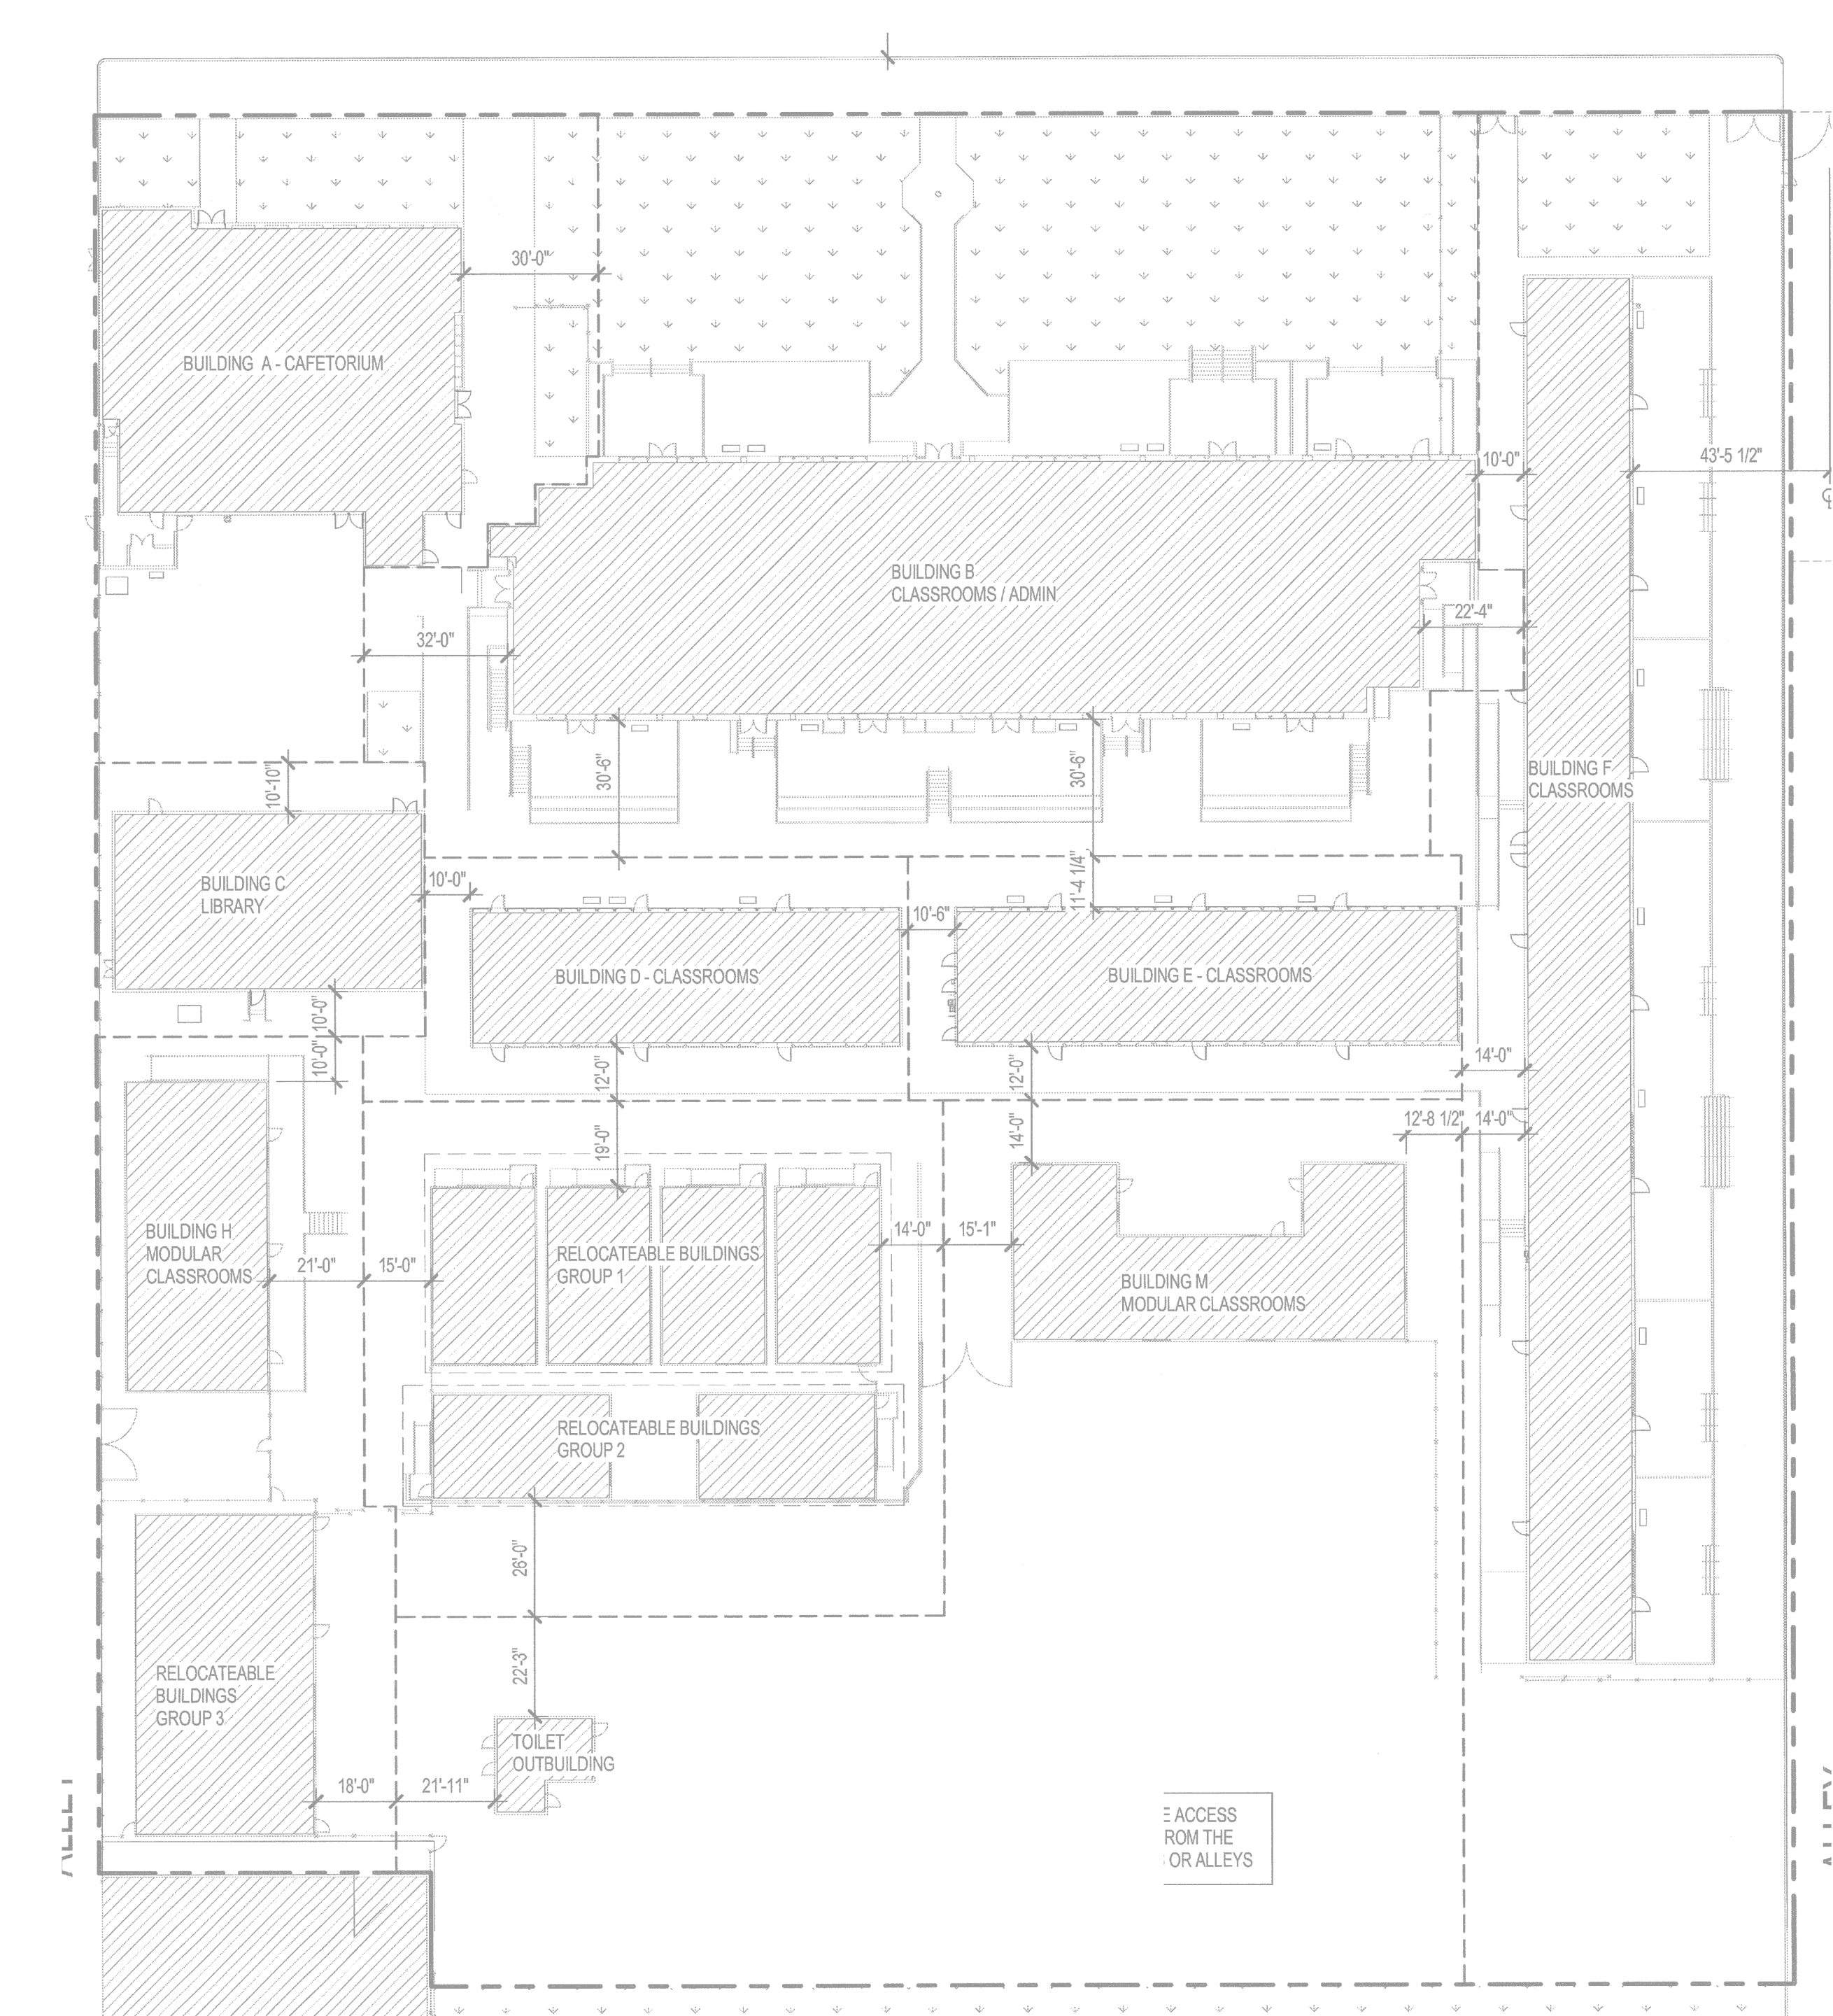 30'-0"
BUILDING A - CAFETORIUM
10'-0"
43'-5 1/2"
BUILDING B
CLASSROOMS / ADMIN
22'-4"
32'-0"
10'-10"
30'-6"
30'-6"
BUILDING F
CLASSROOMS
BUILDING C
LIBRARY
10'-0"
11'-4 1/4"
10'-6"
BUILDING D - CLASSROOMS
BUILDING E - CLASSROOMS
10'-0"
10'-0"
12'-0"
12'-0"
14'-0"
19'-0"
14'-0"
12'-8 1/2"
14'-0"
BUILDING H
MODULAR
CLASSROOMS
21'-0"
15'-0"
RELOCATEABLE BUILDINGS
GROUP 1
14'-0"
15'-1"
BUILDING M
MODULAR CLASSROOMS
RELOCATEABLE BUILDINGS
GROUP 2
26'-0"
22'-3"
RELOCATEABLE
BUILDINGS
GROUP 3
TOILET
OUTBUILDING
18'-0"
21'-11"
E ACCESS
ROM THE
OR ALLEYS